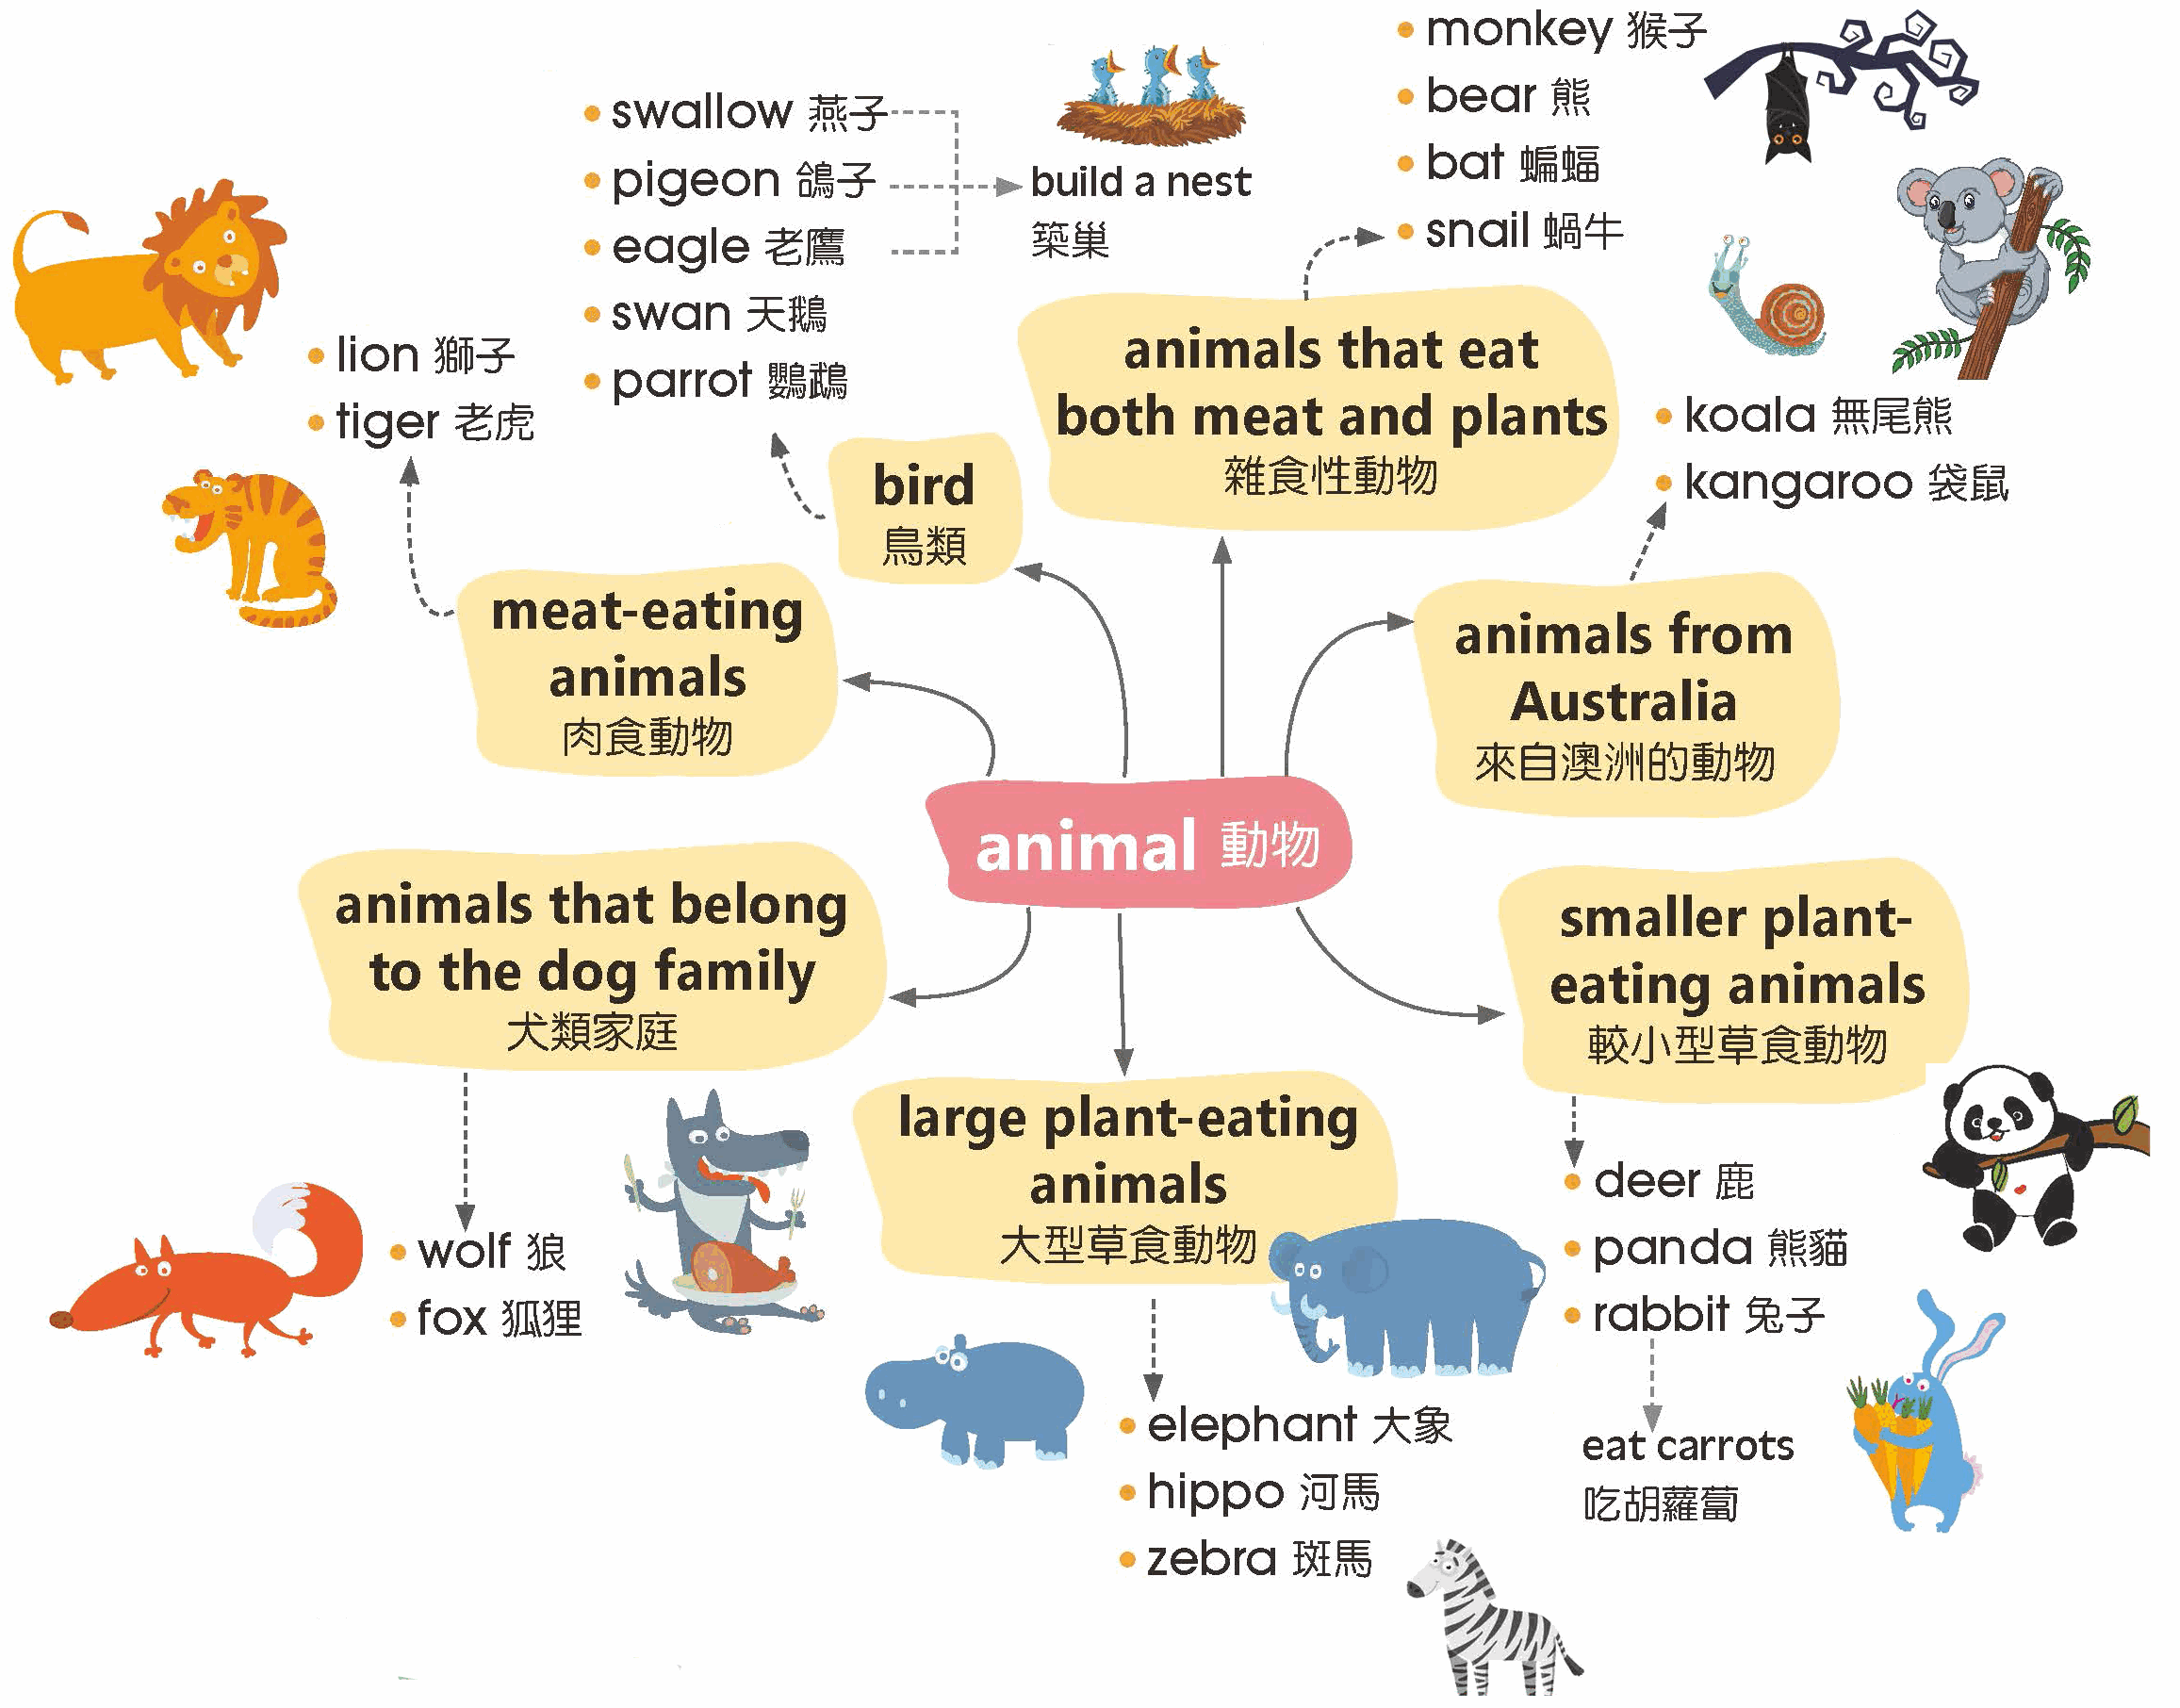 monkey 猴子
bear 熊
bat 蝙蝠
snail 蝸牛
swallow 燕子
pigeon 鴿子
eagle 老鷹
swan 天鵝
parrot 鸚鵡
build a nest
築巢
lion 獅子
tiger 老虎
animals that eat
both meat and plants
雜食性動物
koala 無尾熊
kangaroo 袋鼠
bird
鳥類
meat-eating
animals
肉食動物
animals from
Australia
來自澳洲的動物
animal 動物
animals that belong
to the dog family
犬類家庭
smaller plant-
eating animals
較小型草食動物
large plant-eating
animals
大型草食動物
wolf 狼
fox 狐狸
deer 鹿
panda 熊貓
rabbit 兔子
eat carrots
吃胡蘿蔔
elephant 大象
hippo 河馬
zebra 斑馬